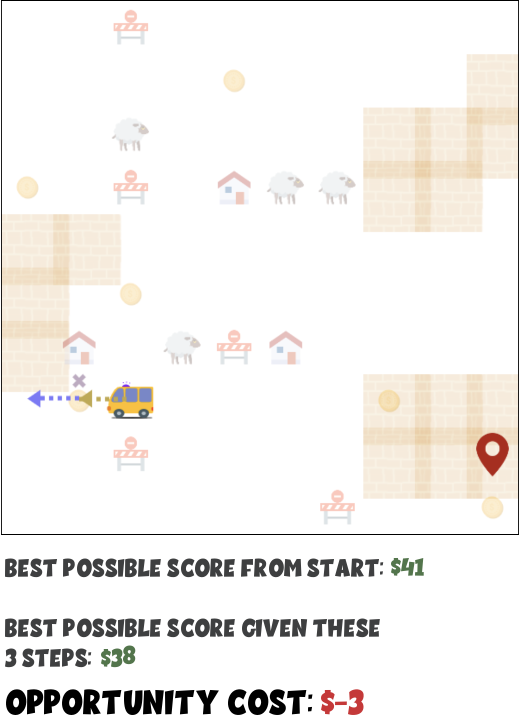 BEST POSSIBLE SCORE FROM START: $41
BEST POSSIBLE SCORE GIVEN THESE
3 STEPS: $38
OPPORTUNITY COST: $-3